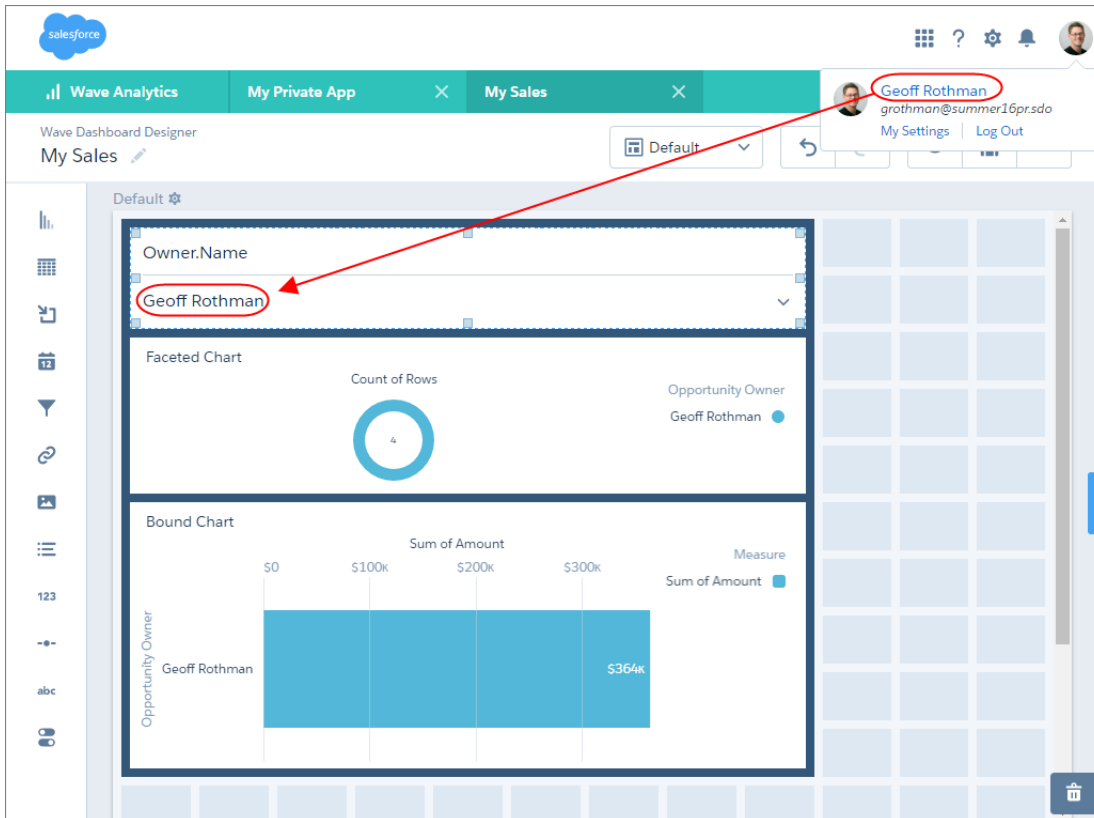 salesforce
?
Wave Analytics
My Private App
My Sales
Geoff Rothman
grothman@summer16pr.sdo
My Settings
Log Out
Wave Dashboard Designer
My Sales
Default
Default
Owner.Name
Geoff Rothman
Faceted Chart
Count of Rows
4
Opportunity Owner
Geoff Rothman
Bound Chart
Sum of Amount
$0 $100K $200K $300K
Measure
Sum of Amount
Opportunity Owner
Geoff Rothman
$364K
12
123
abc